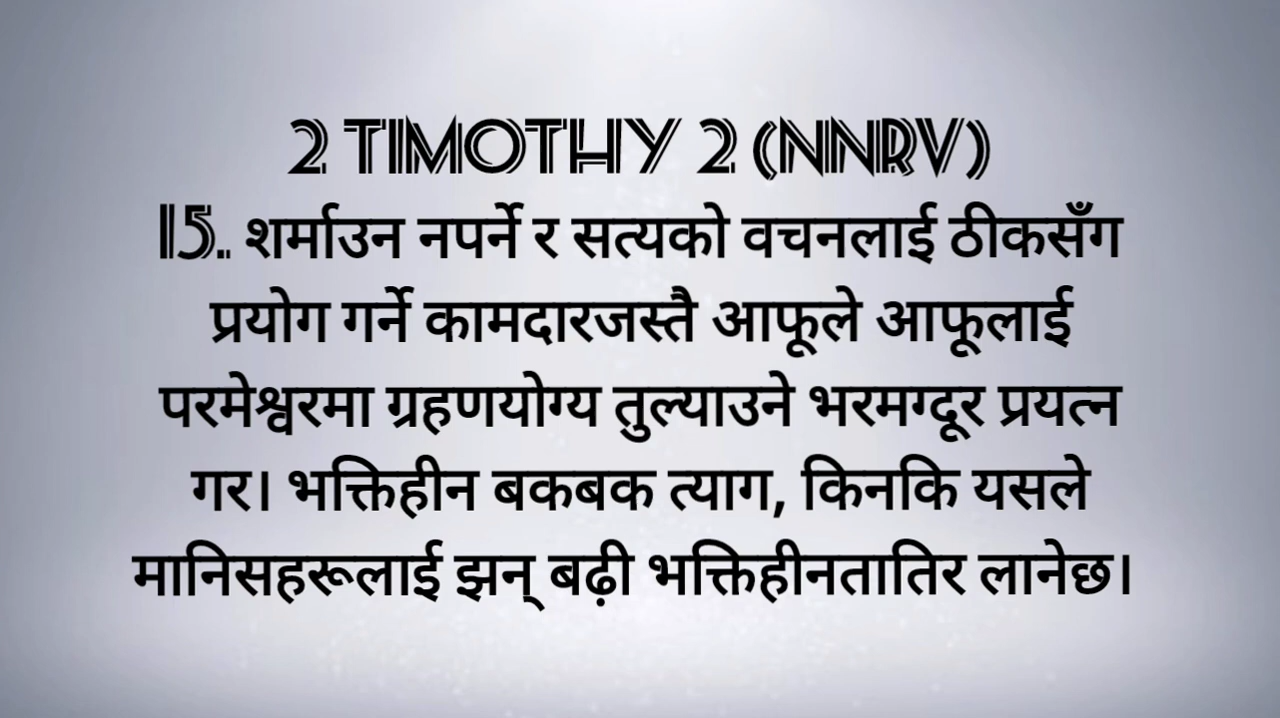 2 TIMOTHY 2 (NNRV)
15.. शर्माउन नपर्ने र सत्यको वचनलाई ठीकसँग
प्रयोग गर्ने कामदारजस्तै आफूले आफूलाई
परमेश्वरमा ग्रहणयोग्य तुल्याउने भरमग्दूर प्रयत्न
गर। भक्तिहीन बकबक त्याग, किनकि यसले
मानिसहरूलाई झन् बढ़ी भक्तिहीनतातिर लानेछ।